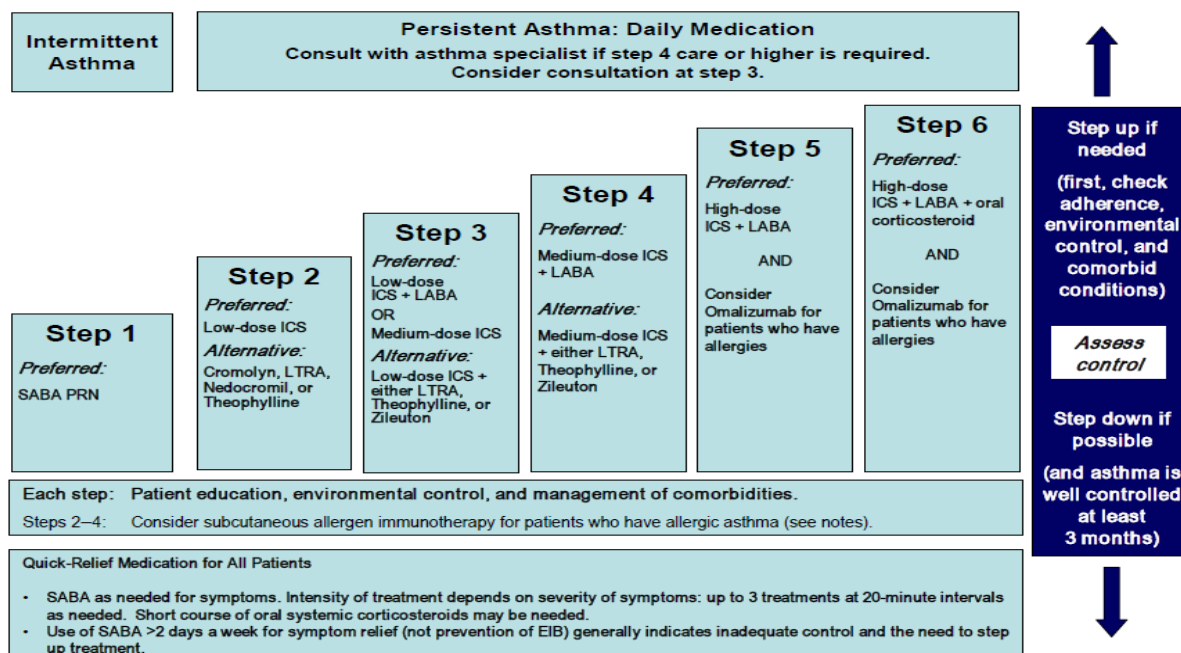 Intermittent
Asthma
Persistent Asthma: Daily Medication
Consult with asthma specialist if step 4 care or higher is required.
Consider consultation at step 3.
Step 1
Preferred:
SABA PRN
Step 2
Preferred:
Low-dose ICS
Alternative:
Cromolyn, LTRA,
Nedocromil, or
Theophylline
Step 3
Preferred:
Low-dose
ICS + LABA
OR
Medium-dose ICS
Alternative:
Low-dose ICS +
either LTRA,
Theophylline, or
Zileuton
Step 4
Preferred:
Medium-dose ICS
+ LABA
Alternative:
Medium-dose ICS
+ either LTRA,
Theophylline, or
Zileuton
Step 5
Preferred:
High-dose
ICS + LABA
AND
Consider
Omalizumab for
patients who have
allergies
Step 6
Preferred:
High-dose
ICS + LABA + oral
corticosteroid
AND
Consider
Omalizumab for
patients who have
allergies
Step up if
needed
(first, check
adherence,
environmental
control, and
comorbid
conditions)
Assess
control
Step down if
possible
(and asthma is
well controlled
at least
3 months)
Each step: Patient education, environmental control, and management of comorbidities.
Steps 2–4: Consider subcutaneous allergen immunotherapy for patients who have allergic asthma (see notes).
Quick-Relief Medication for All Patients
• SABA as needed for symptoms. Intensity of treatment depends on severity of symptoms: up to 3 treatments at 20-minute intervals
as needed. Short course of oral systemic corticosteroids may be needed.
• Use of SABA >2 days a week for symptom relief (not prevention of EIB) generally indicates inadequate control and the need to step
up treatment.